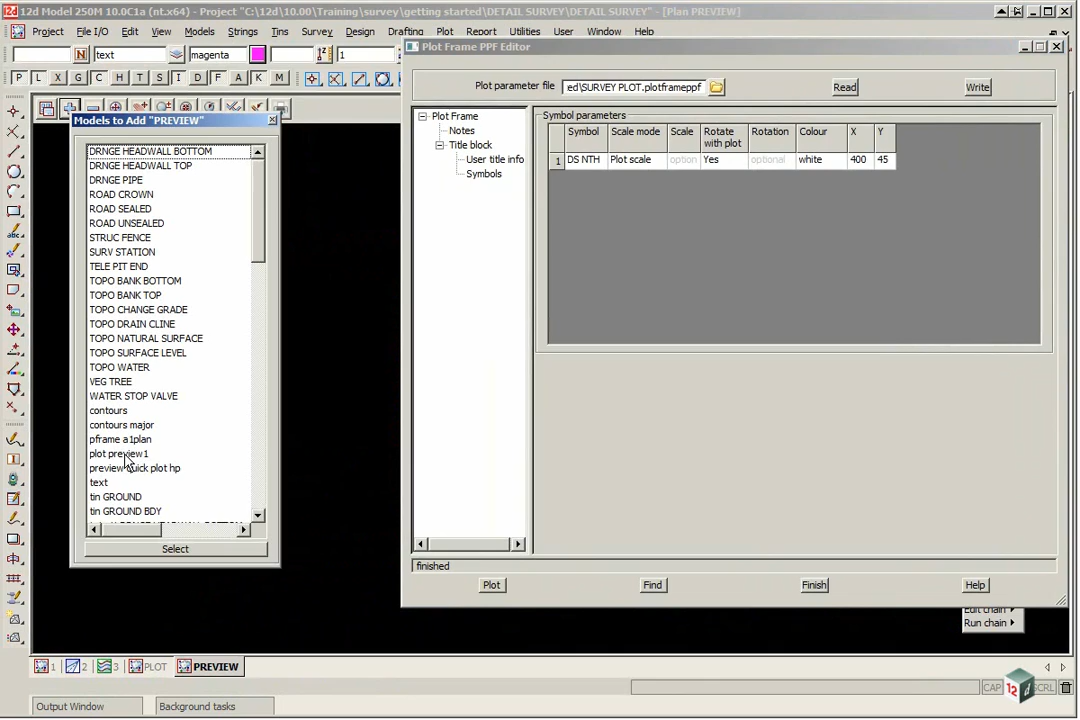 12d Model 250M 10.0C1a (nt.x64) - Project "C:\12d\10.00\Training\survey\getting started\DETAIL SURVEY\DETAIL SURVEY" - [Plan PREVIEW]
Project File I/O Edit View Models Strings Tins Survey Design Drafting Plot Report Utilities User Window Help
N text magenta 1
P L X G C H T S I D F A K M
Plot Frame PPF Editor
Plot parameter file ed\SURVEY PLOT.plotframeppf Read Write
Models to Add "PREVIEW"
DRNGE HEADWALL BOTTOM
DRNGE HEADWALL TOP
DRNGE PIPE
ROAD CROWN
ROAD SEALED
ROAD UNSEALED
STRUC FENCE
SURV STATION
TELE PIT END
TOPO BANK BOTTOM
TOPO BANK TOP
TOPO CHANGE GRADE
TOPO DRAIN CLINE
TOPO NATURAL SURFACE
TOPO SURFACE LEVEL
TOPO WATER
VEG TREE
WATER STOP VALVE
contours
contours major
pframe a1plan
plot preview1
preview quick plot hp
text
tin GROUND
tin GROUND BDY
Select
Plot Frame
Notes
Title block
User title info
Symbols
Symbol parameters
Symbol Scale mode Scale Rotate with plot Rotation Colour X Y
1 DS NTH Plot scale option Yes optional white 400 45
finished
Plot Find Finish Help
Edit chain
Run chain
1 2 3 PLOT PREVIEW
CAP SCRL
12
Output Window Background tasks